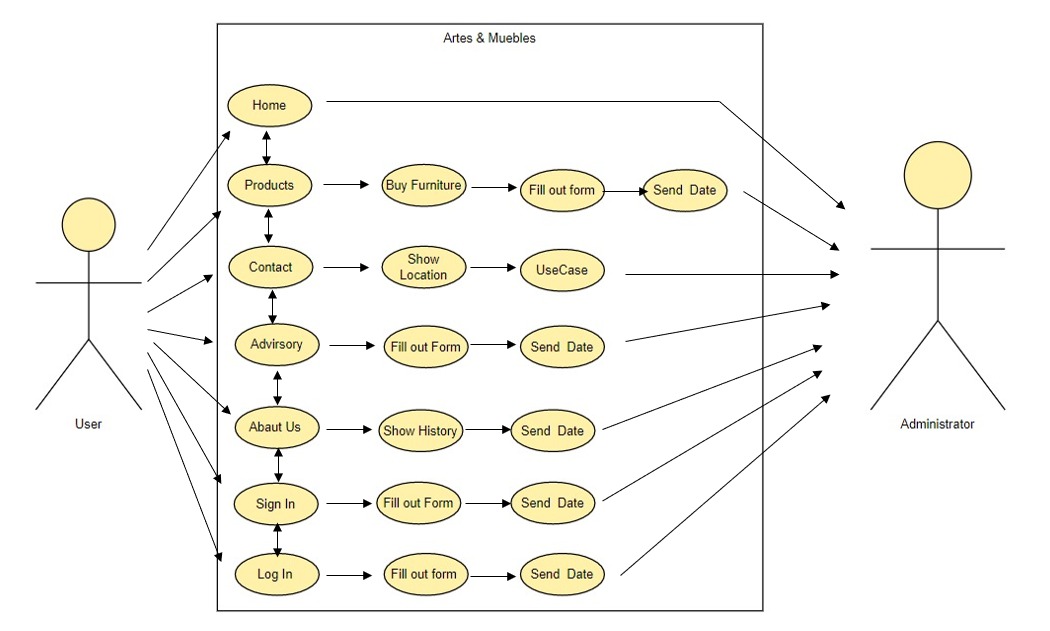 Artes & Muebles
Home
Products
Buy Furniture
Fill out form
Send Date
Contact
Show
Location
UseCase
Advirsory
Fill out Form
Send Date
Abaut Us
Show History
Send Date
Sign In
Fill out Form
Send Date
Log In
Fill out form
Send Date
User
Administrator